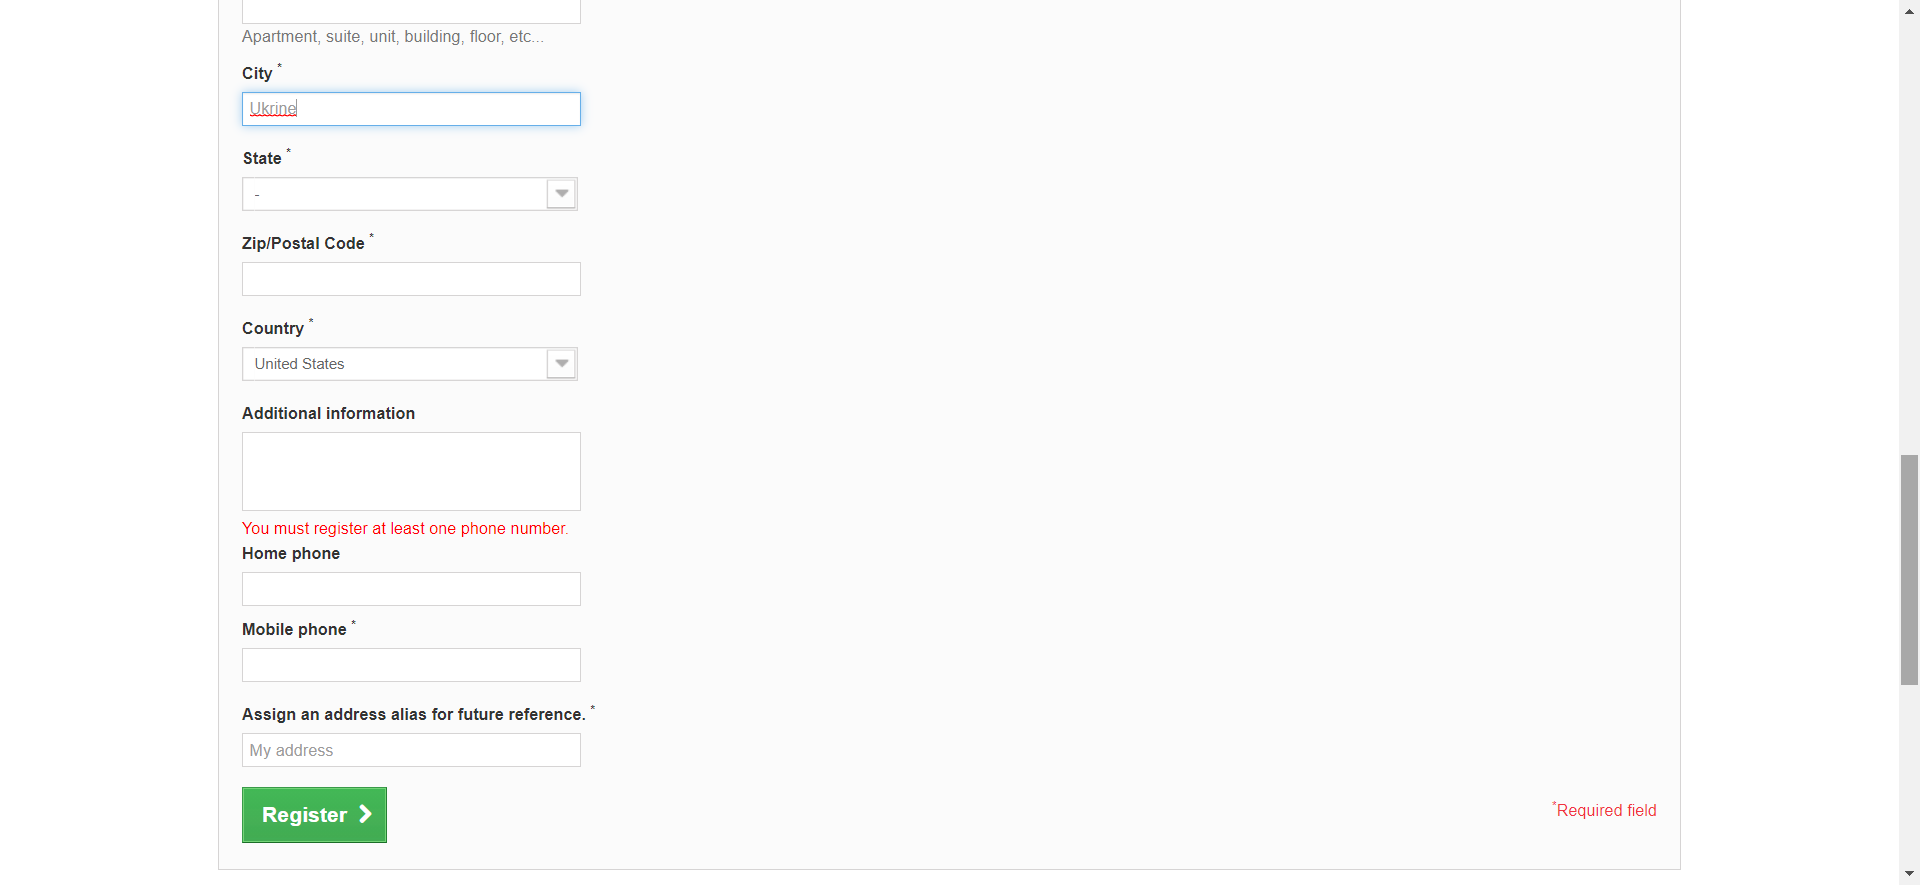 Apartment, suite, unit, building, floor, etc...
City *
Ukrine
State *
-
Zip/Postal Code *
Country *
United States
Additional information
You must register at least one phone number.
Home phone
Mobile phone *
Assign an address alias for future reference. *
My address
Register
*Required field